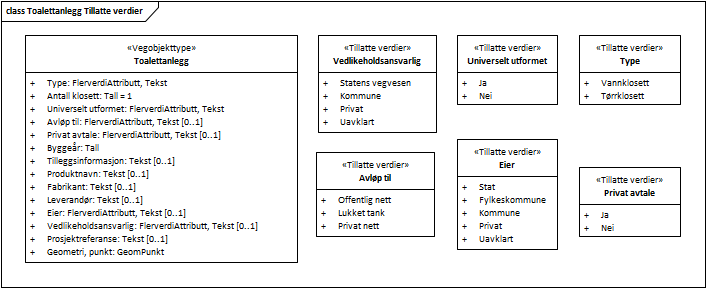 class Toalettanlegg Tillatte verdier
«Vegobjekttype»
Toalettanlegg
+ Type: FlerverdiAttributt, Tekst
+ Antall klosett: Tall = 1
+ Universelt utformet: FlerverdiAttributt, Tekst
+ Avløp til: FlerverdiAttributt, Tekst [0..1]
+ Privat avtale: FlerverdiAttributt, Tekst [0..1]
+ Byggeår: Tall
+ Tilleggsinformasjon: Tekst [0..1]
+ Produktnavn: Tekst [0..1]
+ Fabrikant: Tekst [0..1]
+ Leverandør: Tekst [0..1]
+ Eier: FlerverdiAttributt, Tekst [0..1]
+ Vedlikeholdsansvarlig: FlerverdiAttributt, Tekst [0..1]
+ Prosjektreferanse: Tekst [0..1]
+ Geometri, punkt: GeomPunkt
«Tillatte verdier»
Vedlikeholdsansvarlig
+ Statens vegvesen
+ Kommune
+ Privat
+ Uavklart
«Tillatte verdier»
Universelt utformet
+ Ja
+ Nei
«Tillatte verdier»
Type
+ Vannklosett
+ Tørrklosett
«Tillatte verdier»
Avløp til
+ Offentlig nett
+ Lukket tank
+ Privat nett
«Tillatte verdier»
Eier
+ Stat
+ Fylkeskommune
+ Kommune
+ Privat
+ Uavklart
«Tillatte verdier»
Privat avtale
+ Ja
+ Nei